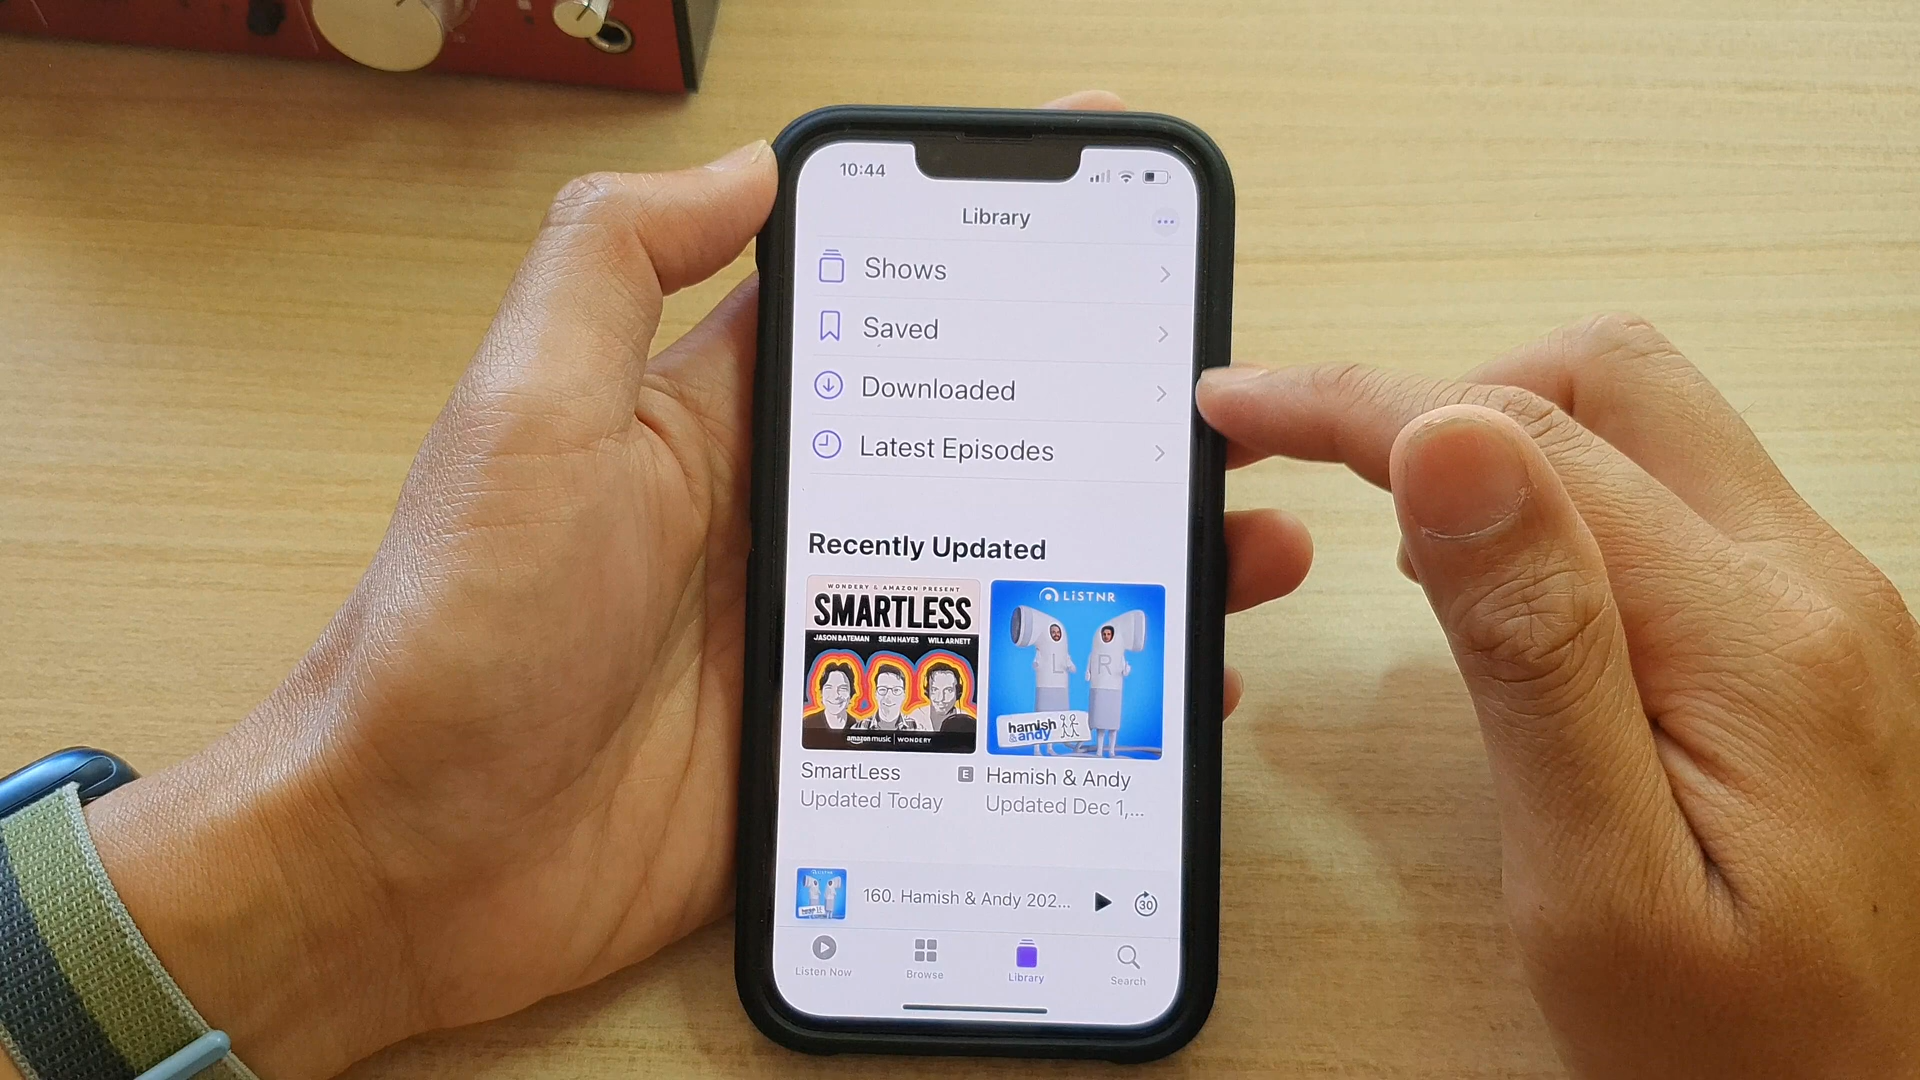 10:44
Library
Shows
Saved
Downloaded
Latest Episodes
Recently Updated
WONDERY & AMAZON PRESENT
SMARTLESS
JASON BATEMAN SEAN HAYES WILL ARNETT
amazon music | WONDERY
LiSTNR
L R
hamish
&andy
SmartLess E
Updated Today
Hamish & Andy
Updated Dec 1,...
160. Hamish & Andy 202...
30
Listen Now
Browse
Library
Search